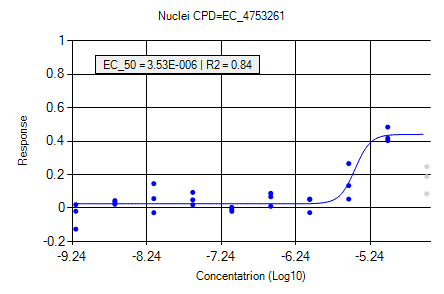 Nuclei CPD=EC_4753261
EC_50 = 3.53E-006 | R2 = 0.84
1
0.8
0.6
0.4
0.2
0
-0.2
Response
-9.24 -8.24 -7.24 -6.24 -5.24
Concentatrion (Log10)